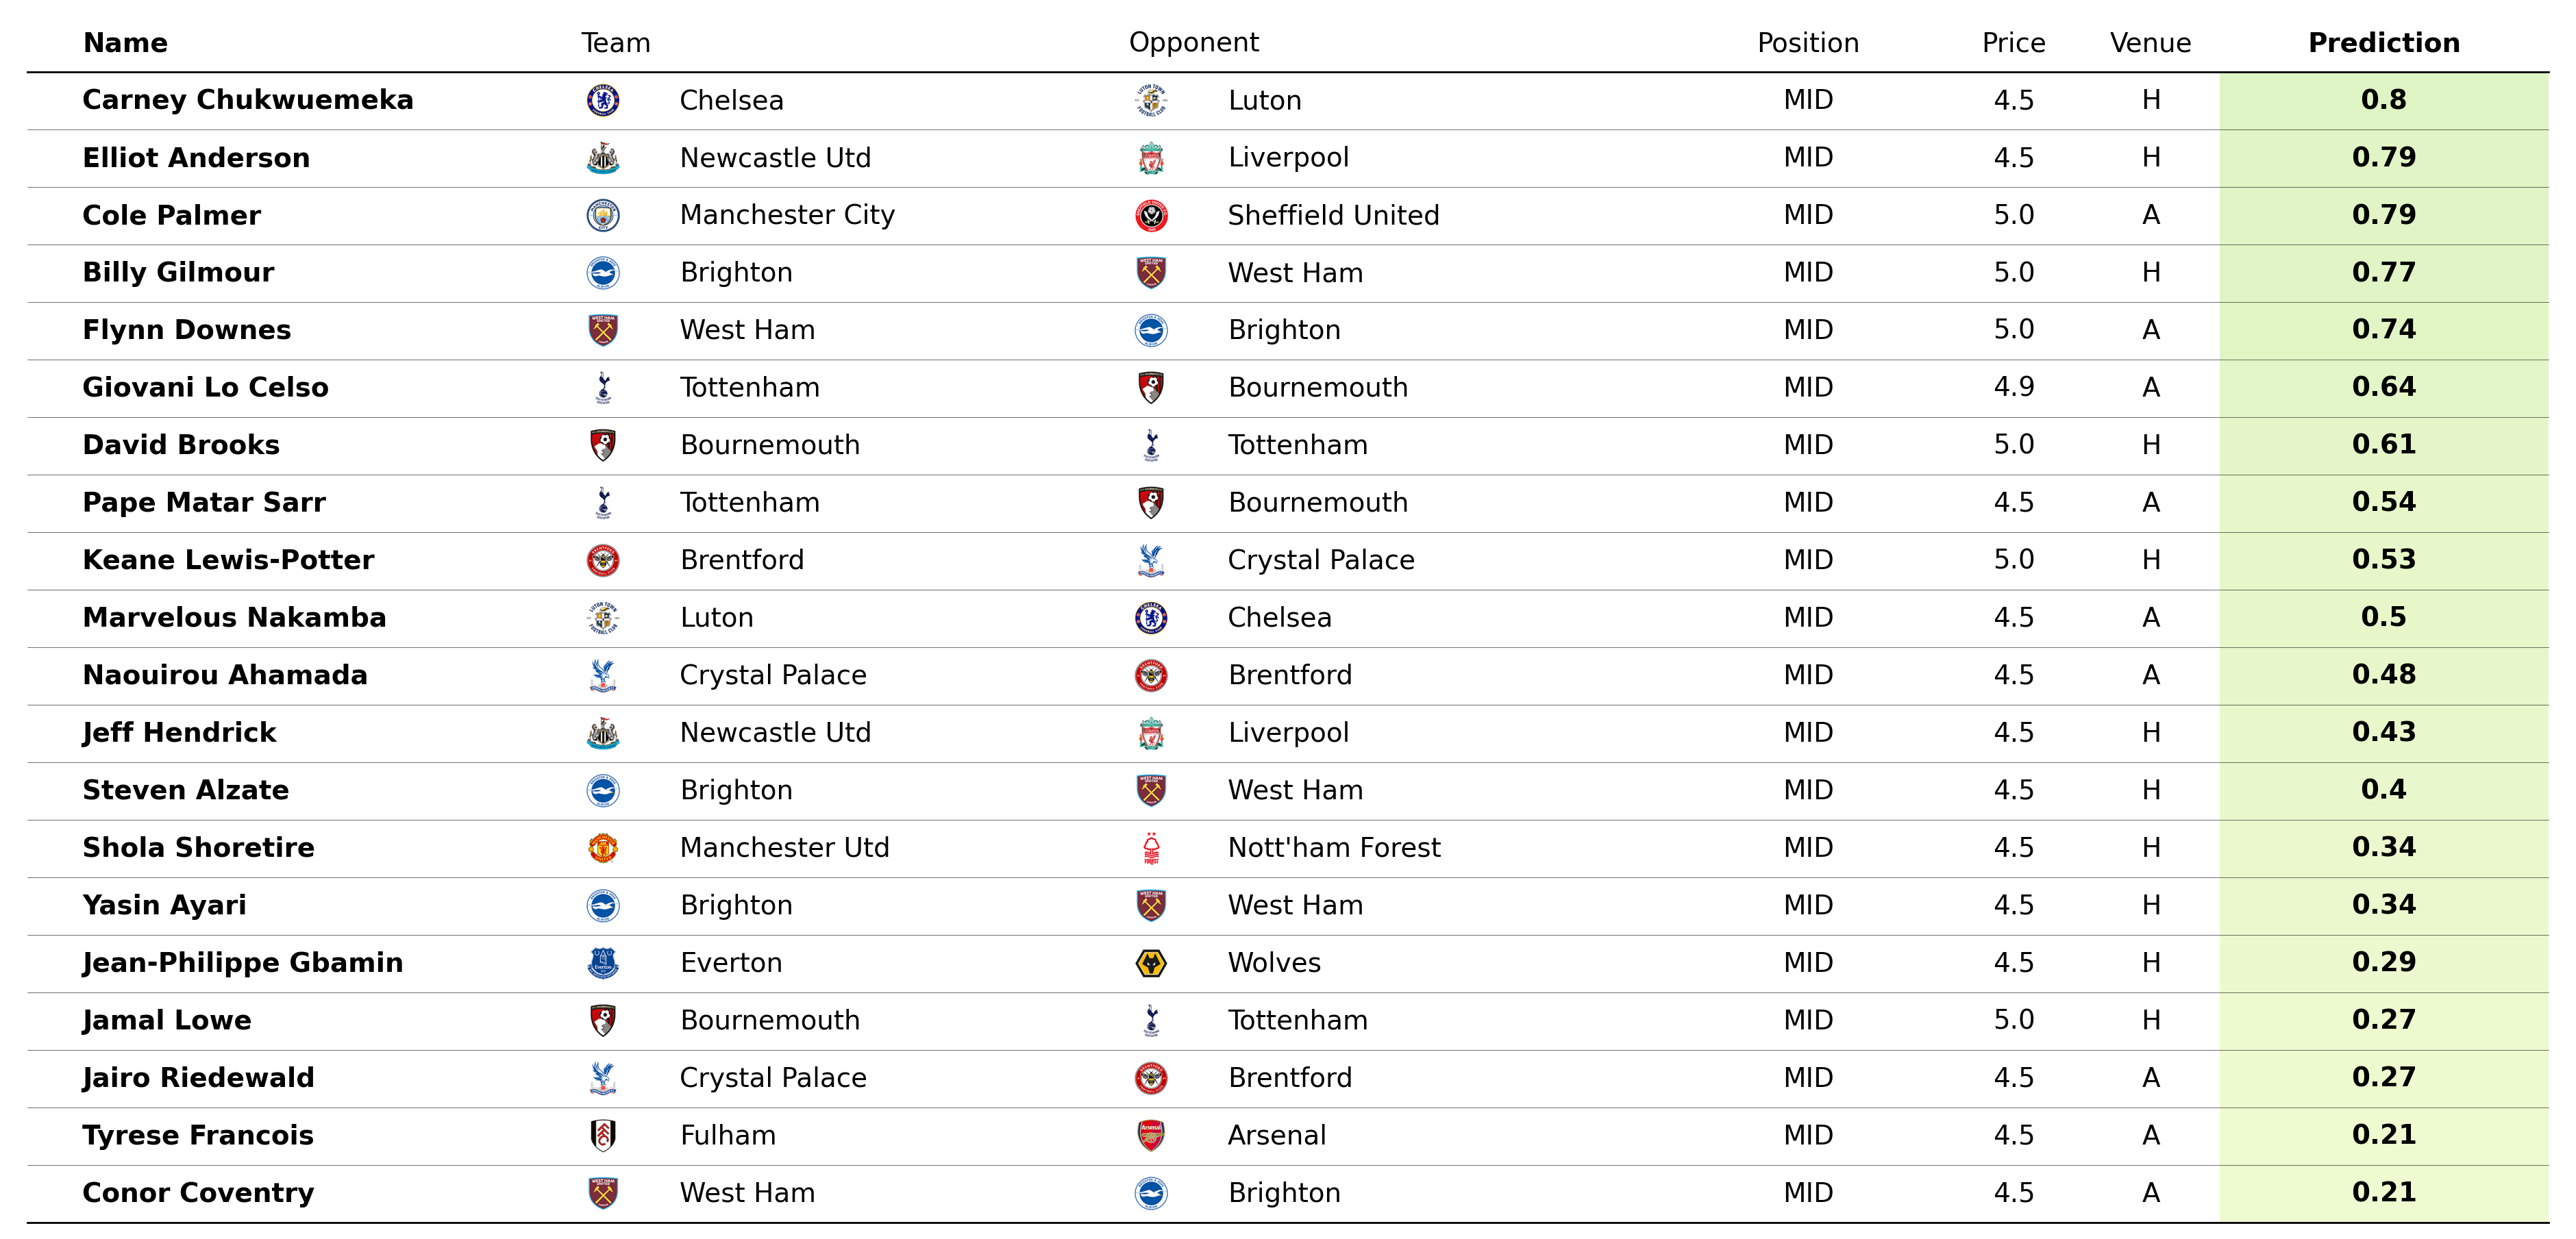 Name Team Opponent Position Price Venue Prediction
Carney Chukwuemeka Chelsea Luton MID 4.5 H 0.8
Elliot Anderson Newcastle Utd Liverpool MID 4.5 H 0.79
Cole Palmer Manchester City Sheffield United MID 5.0 A 0.79
Billy Gilmour Brighton West Ham MID 5.0 H 0.77
Flynn Downes West Ham Brighton MID 5.0 A 0.74
Giovani Lo Celso Tottenham Bournemouth MID 4.9 A 0.64
David Brooks Bournemouth Tottenham MID 5.0 H 0.61
Pape Matar Sarr Tottenham Bournemouth MID 4.5 A 0.54
Keane Lewis-Potter Brentford Crystal Palace MID 5.0 H 0.53
Marvelous Nakamba Luton Chelsea MID 4.5 A 0.5
Naouirou Ahamada Crystal Palace Brentford MID 4.5 A 0.48
Jeff Hendrick Newcastle Utd Liverpool MID 4.5 H 0.43
Steven Alzate Brighton West Ham MID 4.5 H 0.4
Shola Shoretire Manchester Utd Nott'ham Forest MID 4.5 H 0.34
Yasin Ayari Brighton West Ham MID 4.5 H 0.34
Jean-Philippe Gbamin Everton Wolves MID 4.5 H 0.29
Jamal Lowe Bournemouth Tottenham MID 5.0 H 0.27
Jairo Riedewald Crystal Palace Brentford MID 4.5 A 0.27
Tyrese Francois Fulham Arsenal MID 4.5 A 0.21
Conor Coventry West Ham Brighton MID 4.5 A 0.21